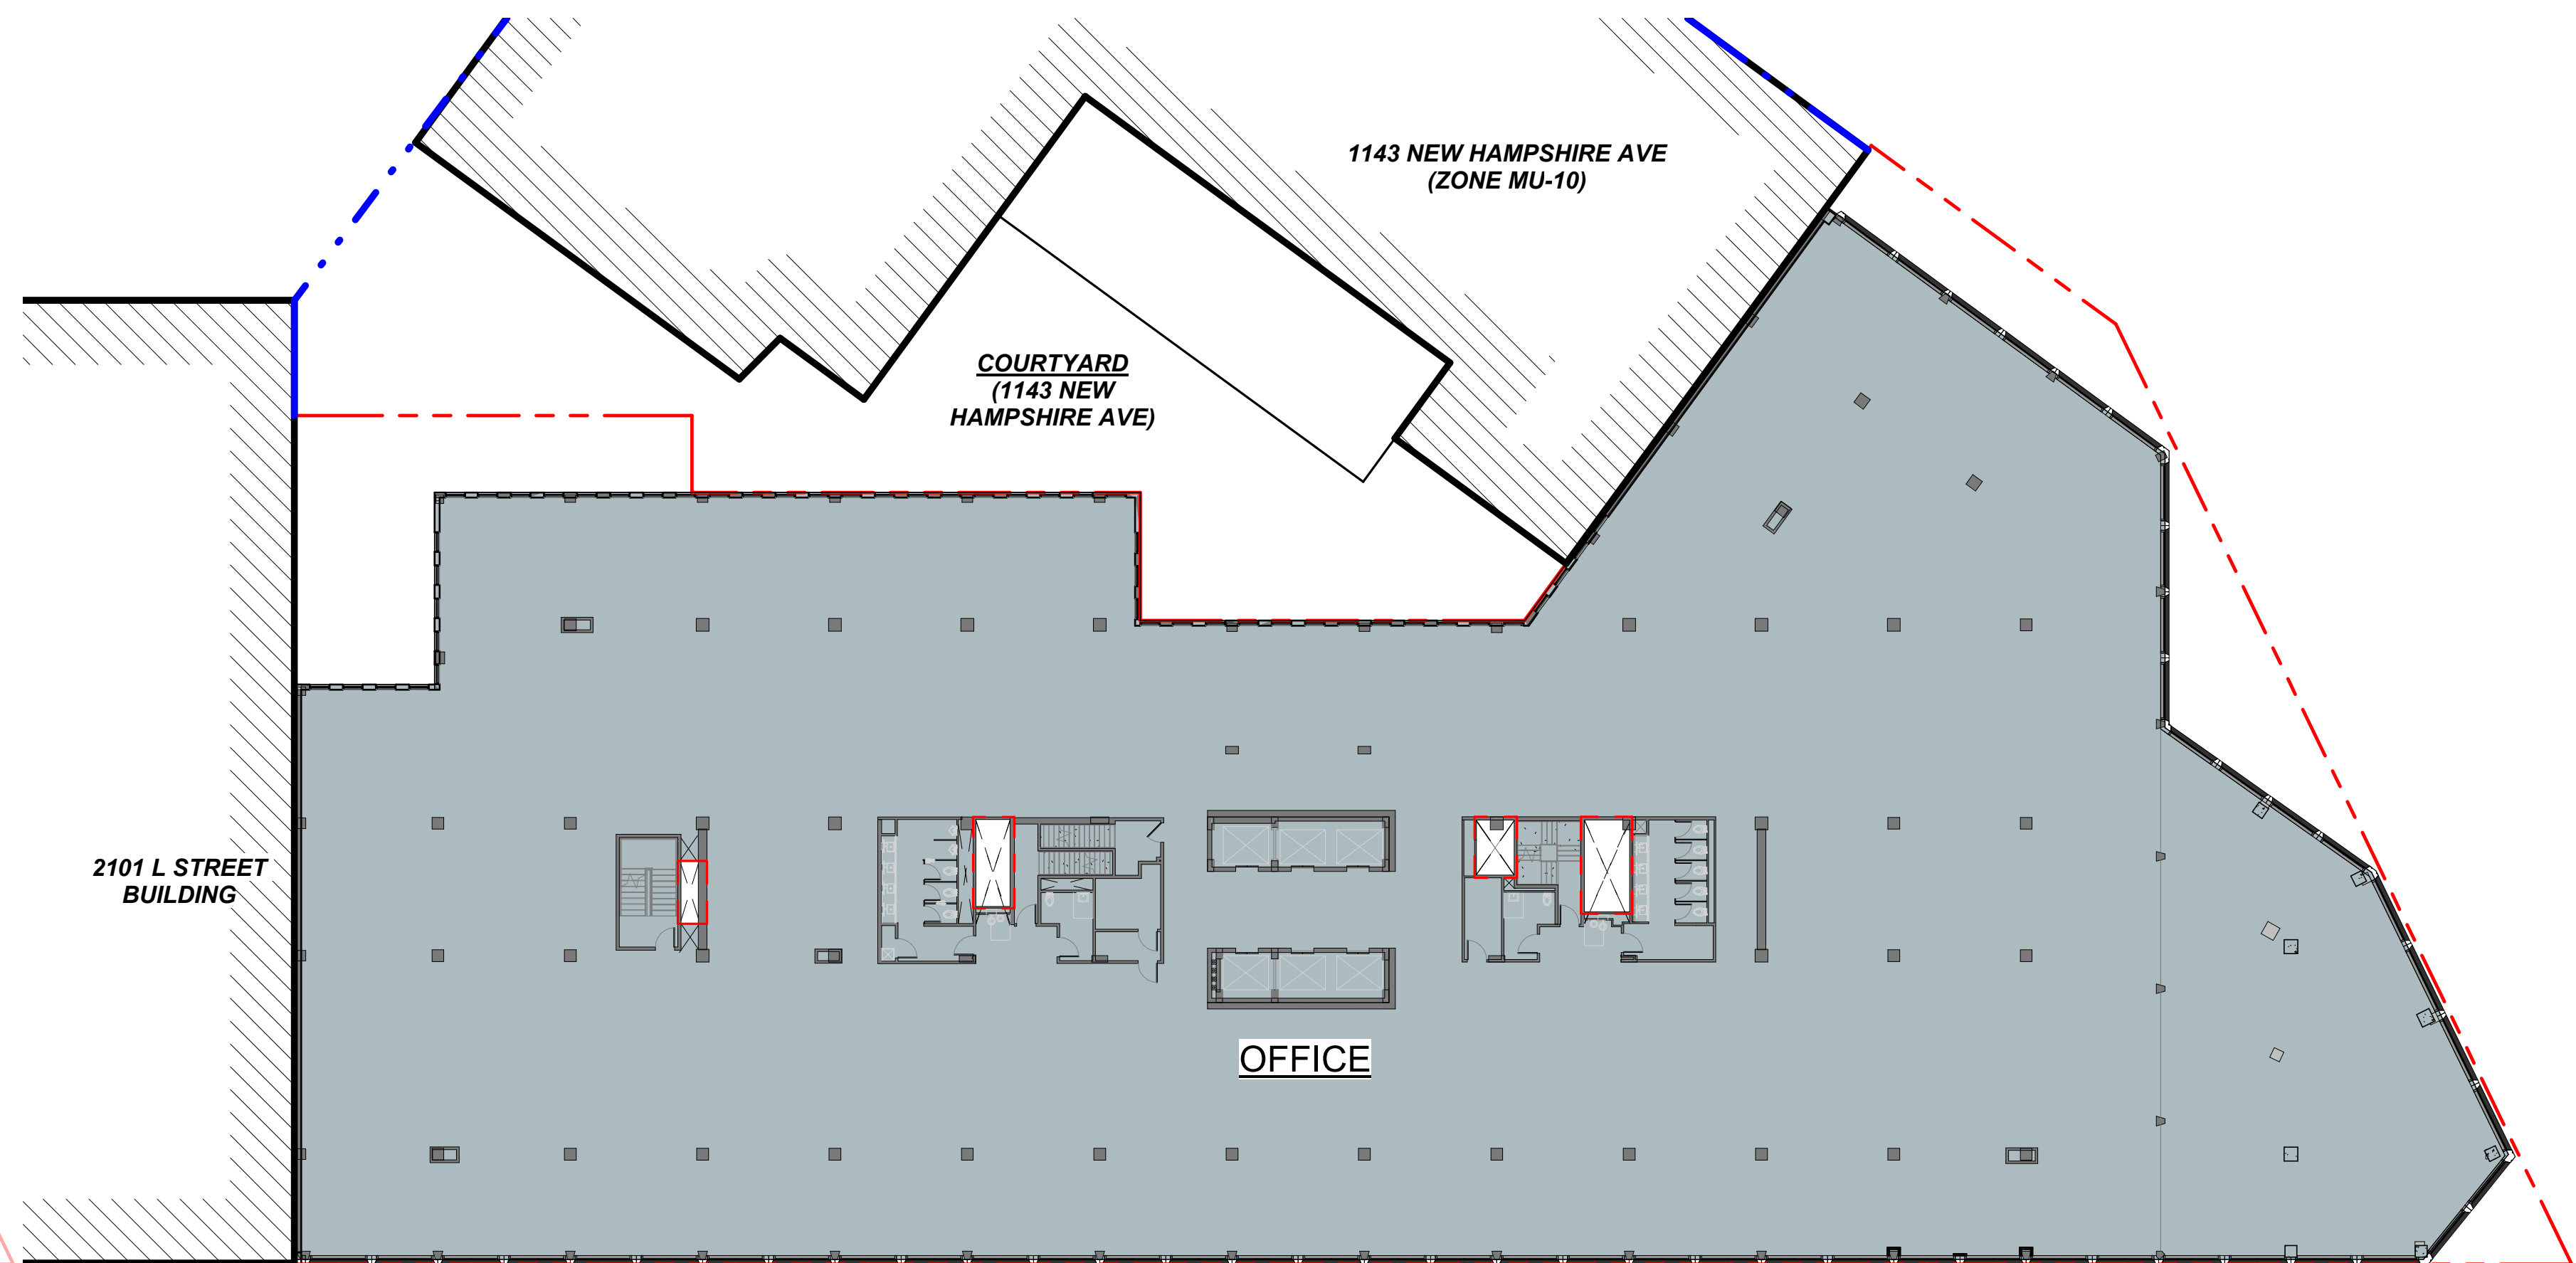 1143 NEW HAMPSHIRE AVE
(ZONE MU-10)
COURTYARD
(1143 NEW
HAMPSHIRE AVE)
2101 L STREET
BUILDING
OFFICE